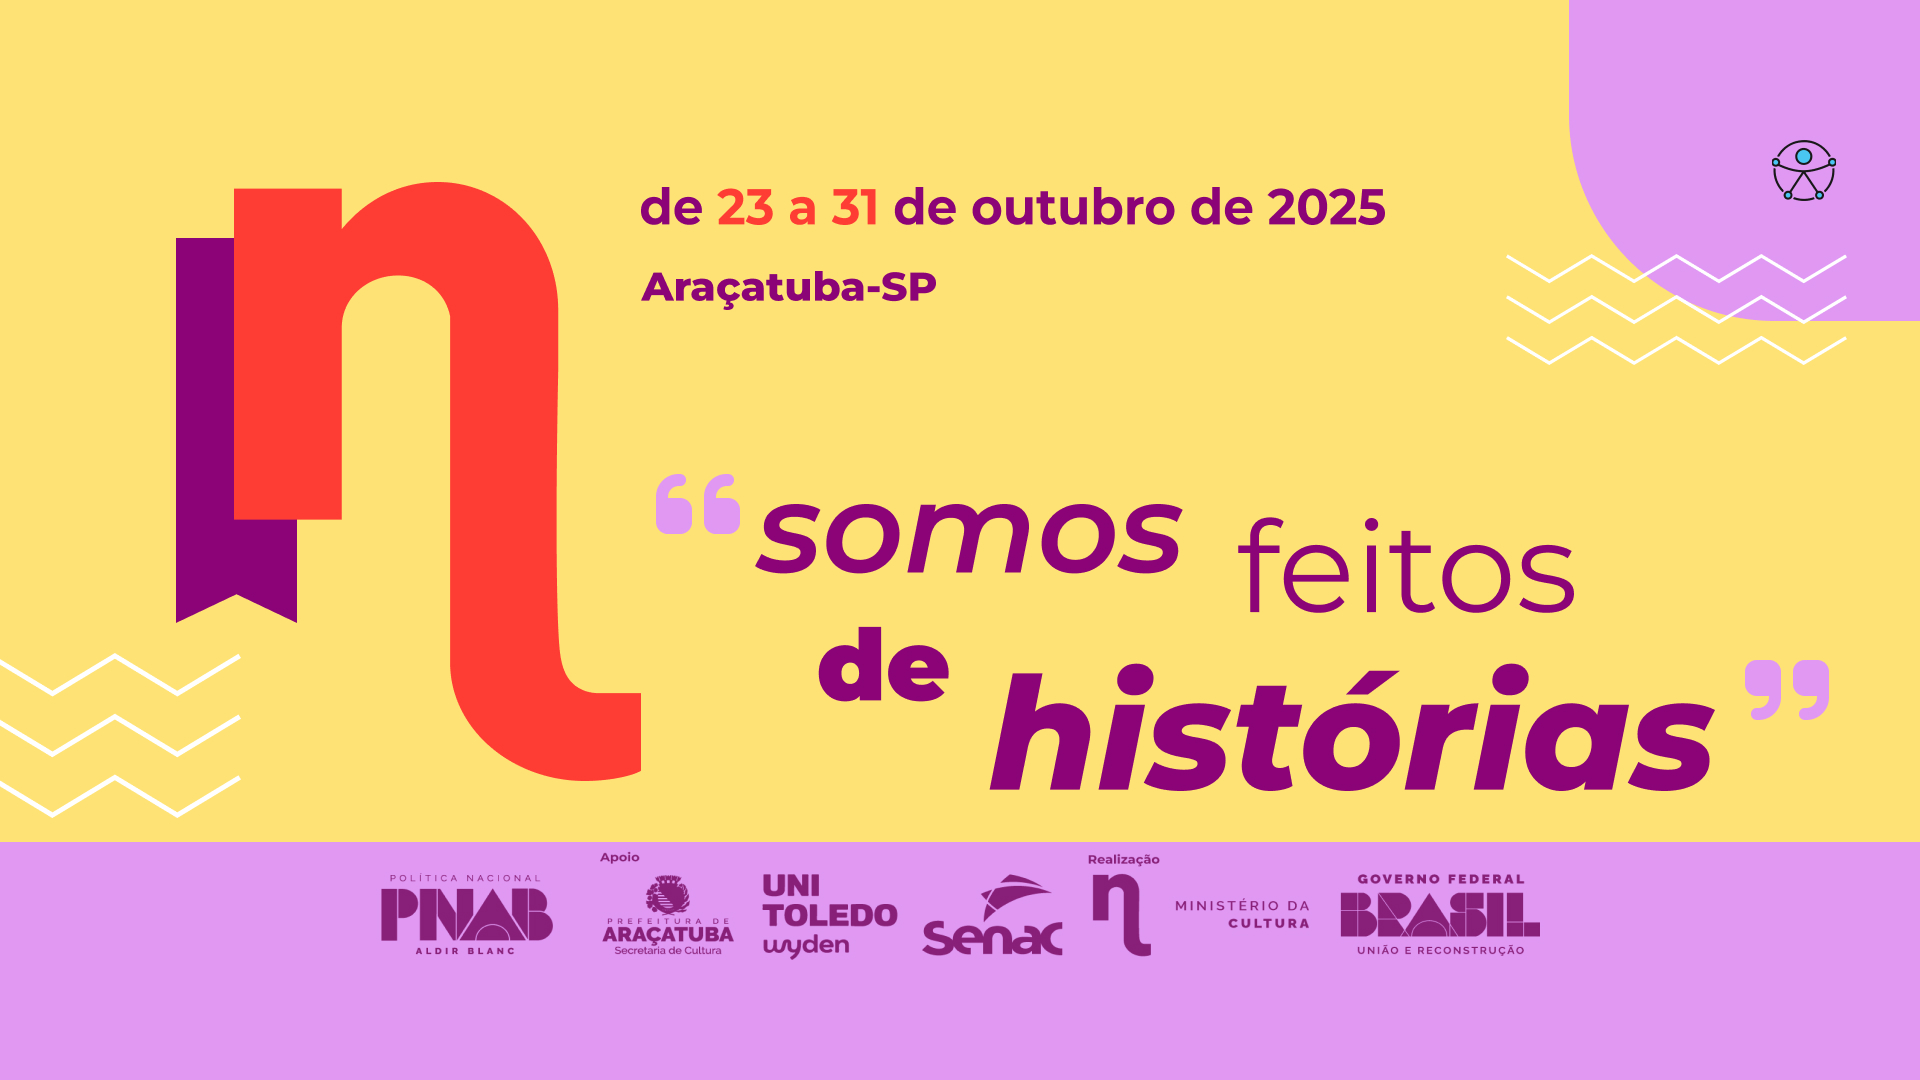 n
de 23 a 31 de outubro de 2025
Araçatuba-SP
“somos feitos
de histórias”
POLÍTICA NACIONAL
PNAB
ALDIR BLANC
Apoio
PREFEITURA DE
ARAÇATUBA
Secretaria de Cultura
UNI
TOLEDO
wyden
Senac
Realização
n
MINISTÉRIO DA
CULTURA
GOVERNO FEDERAL
BRASIL
UNIÃO E RECONSTRUÇÃO